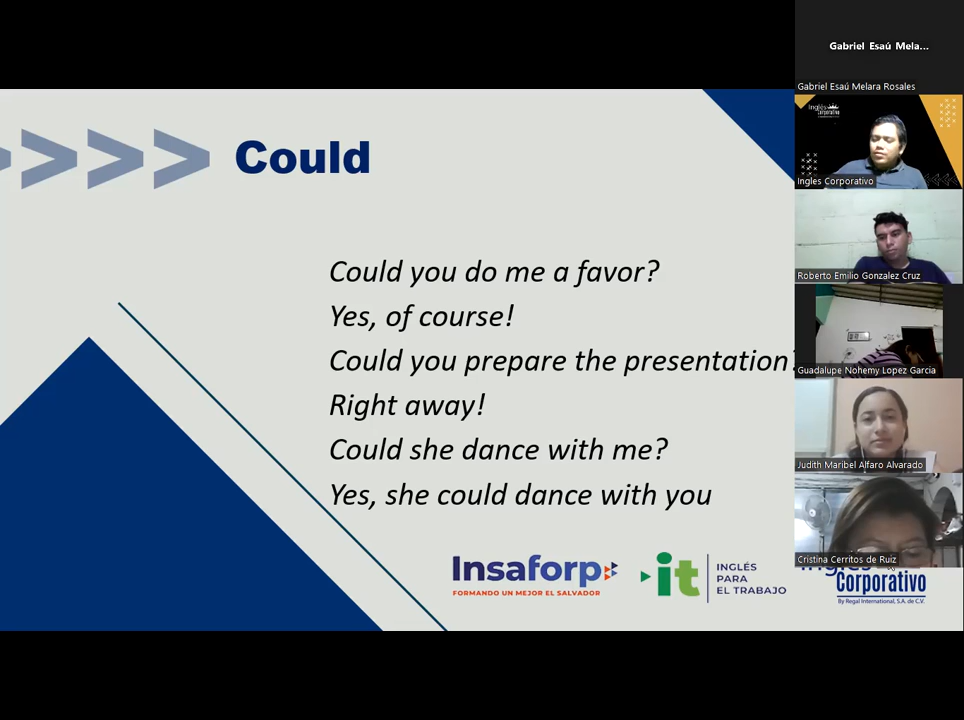 Could
Could you do me a favor?
Yes, of course!
Could you prepare the presentation?
Right away!
Could she dance with me?
Yes, she could dance with you
Insaforp
FORMANDO UN MEJOR EL SALVADOR
it
INGLÉS
PARA
EL TRABAJO
Inglés
Corporativo
By Regal International, S.A. de C.V.
Gabriel Esaú Mela...
Gabriel Esaú Melara Rosales
Inglés
Corporativo
Ingles Corporativo
Roberto Emilio Gonzalez Cruz
Guadalupe Nohemy Lopez Garcia
Judith Maribel Alfaro Alvarado
Cristina Cerritos de Ruiz